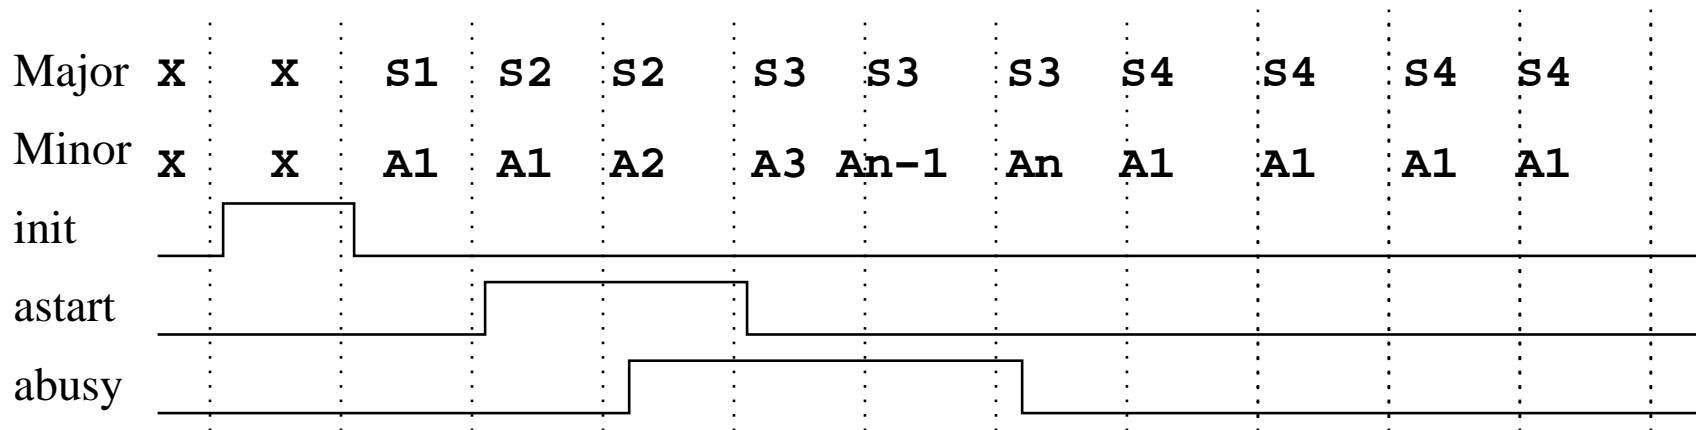 Major X X S1 S2 S2 S3 S3 S3 S4 S4 S4 S4
Minor X X A1 A1 A2 A3 An-1 An A1 A1 A1 A1
init
astart
abusy